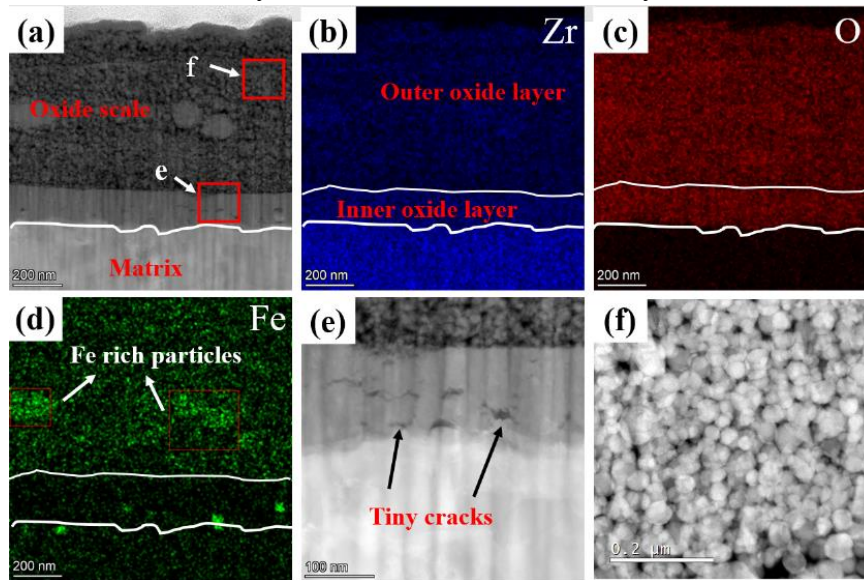 (a)
f
Oxide scale
e
Matrix
200 nm
(b)
Zr
Outer oxide layer
Inner oxide layer
200 nm
(c)
O
200 nm
(d)
Fe
Fe rich particles
200 nm
(e)
Tiny cracks
100 nm
(f)
0.2 μm